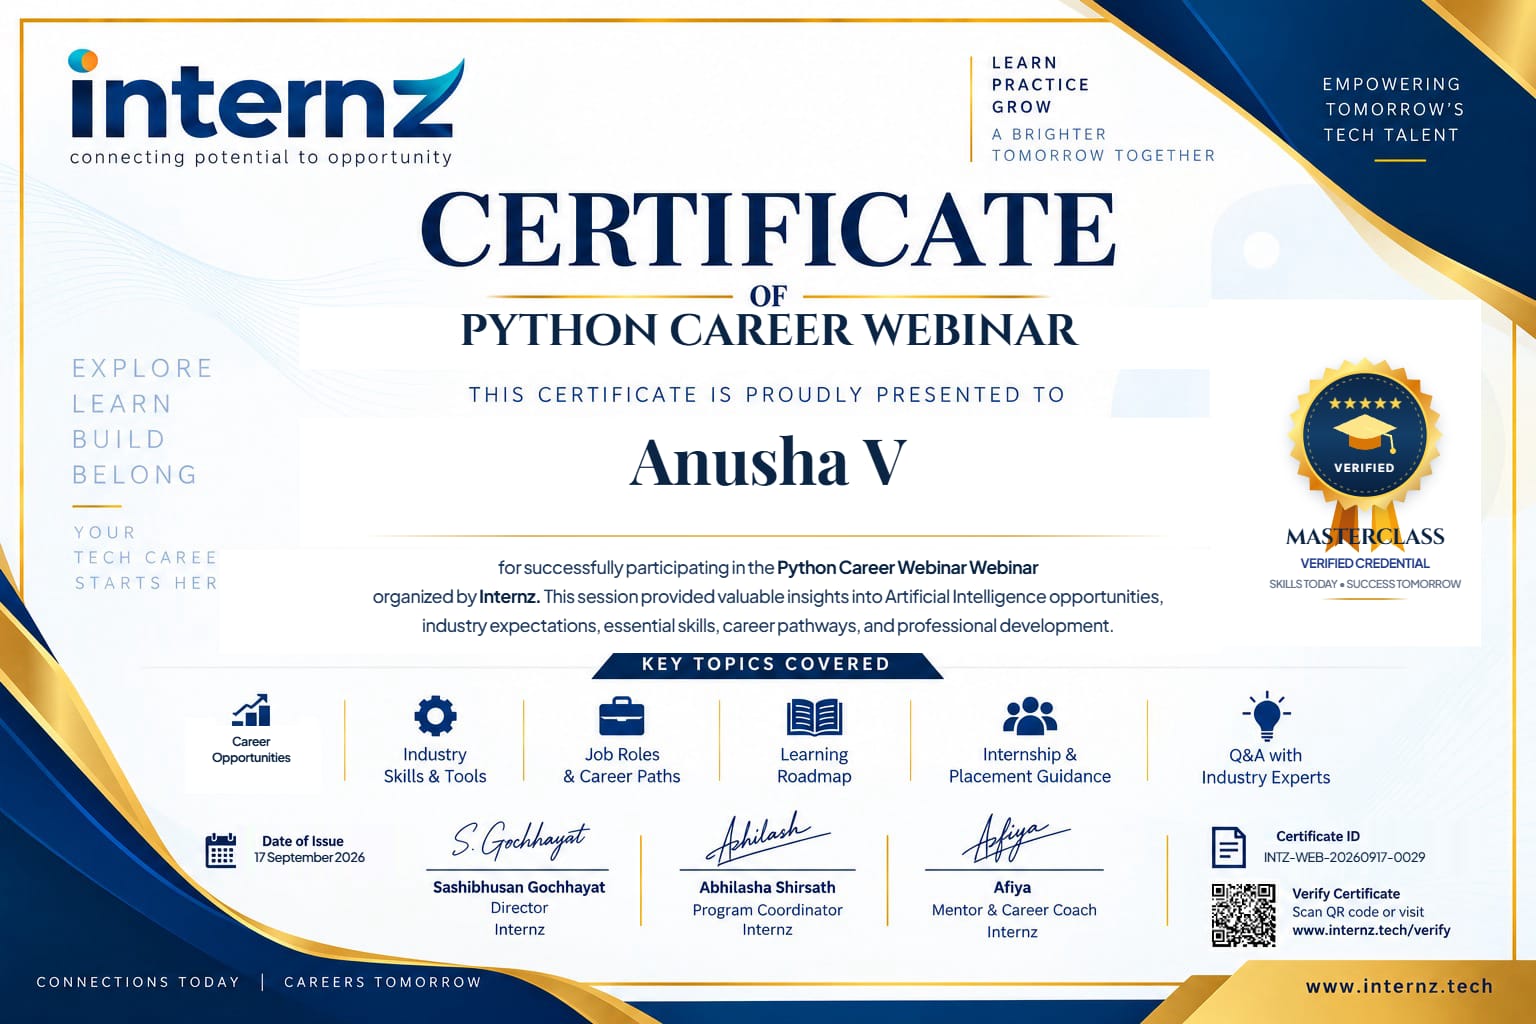 internz
connecting potential to opportunity
LEARN
PRACTICE
GROW
A BRIGHTER
TOMORROW TOGETHER
EMPOWERING
TOMORROW'S
TECH TALENT
CERTIFICATE
OF
PYTHON CAREER WEBINAR
THIS CERTIFICATE IS PROUDLY PRESENTED TO
Anusha V
EXPLORE
LEARN
BUILD
BELONG
YOUR
TECH CAREE
STARTS HER
VERIFIED
MASTERCLASS
VERIFIED CREDENTIAL
SKILLS TODAY • SUCCESS TOMORROW
for successfully participating in the Python Career Webinar Webinar
organized by Internz. This session provided valuable insights into Artificial Intelligence opportunities,
industry expectations, essential skills, career pathways, and professional development.
KEY TOPICS COVERED
Career
Opportunities
Industry
Skills & Tools
Job Roles
& Career Paths
Learning
Roadmap
Internship &
Placement Guidance
Q&A with
Industry Experts
Date of Issue
17 September 2026
S. Gochhayat
Sashibhusan Gochhayat
Director
Internz
Abhilash
Abhilasha Shirsath
Program Coordinator
Internz
Afiya
Afiya
Mentor & Career Coach
Internz
Certificate ID
INTZ-WEB-20260917-0029
Verify Certificate
Scan QR code or visit
www.internz.tech/verify
CONNECTIONS TODAY | CAREERS TOMORROW
www.internz.tech